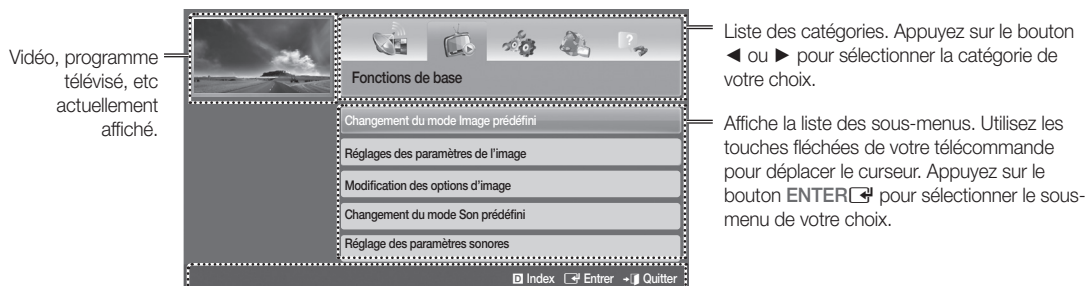 Vidéo, programme
télévisé, etc
actuellement
affiché.
Fonctions de base
Changement du mode Image prédéfini
Réglages des paramètres de l'image
Modification des options d'image
Changement du mode Son prédéfini
Réglage des paramètres sonores
D Index Entrer Quitter
Liste des catégories. Appuyez sur le bouton
◄ ou ► pour sélectionner la catégorie de
votre choix.
Affiche la liste des sous-menus. Utilisez les
touches fléchées de votre télécommande
pour déplacer le curseur. Appuyez sur le
bouton ENTER pour sélectionner le sous-
menu de votre choix.